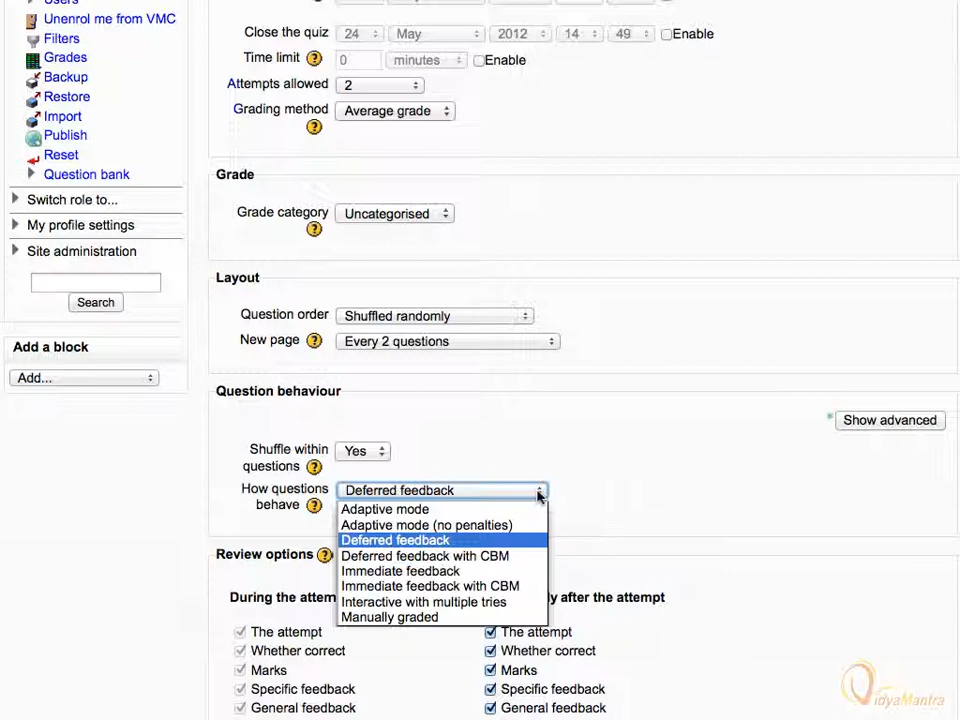 Unenrol me from VMC
Filters
Grades
Backup
Restore
Import
Publish
Reset
Question bank
Switch role to...
My profile settings
Site administration
Search
Add a block
Add...
Close the quiz 24 May 2012 14 49 Enable
Time limit 0 minutes Enable
Attempts allowed 2
Grading method Average grade
Grade
Grade category Uncategorised
Layout
Question order Shuffled randomly
New page Every 2 questions
Question behaviour
Show advanced
Shuffle within
questions
Yes
How questions
behave
Deferred feedback
Adaptive mode
Adaptive mode (no penalties)
Deferred feedback
Deferred feedback with CBM
Immediate feedback
Immediate feedback with CBM
Interactive with multiple tries
Manually graded
Review options
During the
after the attempt
The attempt
Whether correct
Marks
Specific feedback
General feedback
The attempt
Whether correct
Marks
Specific feedback
General feedback
VidyaMantra